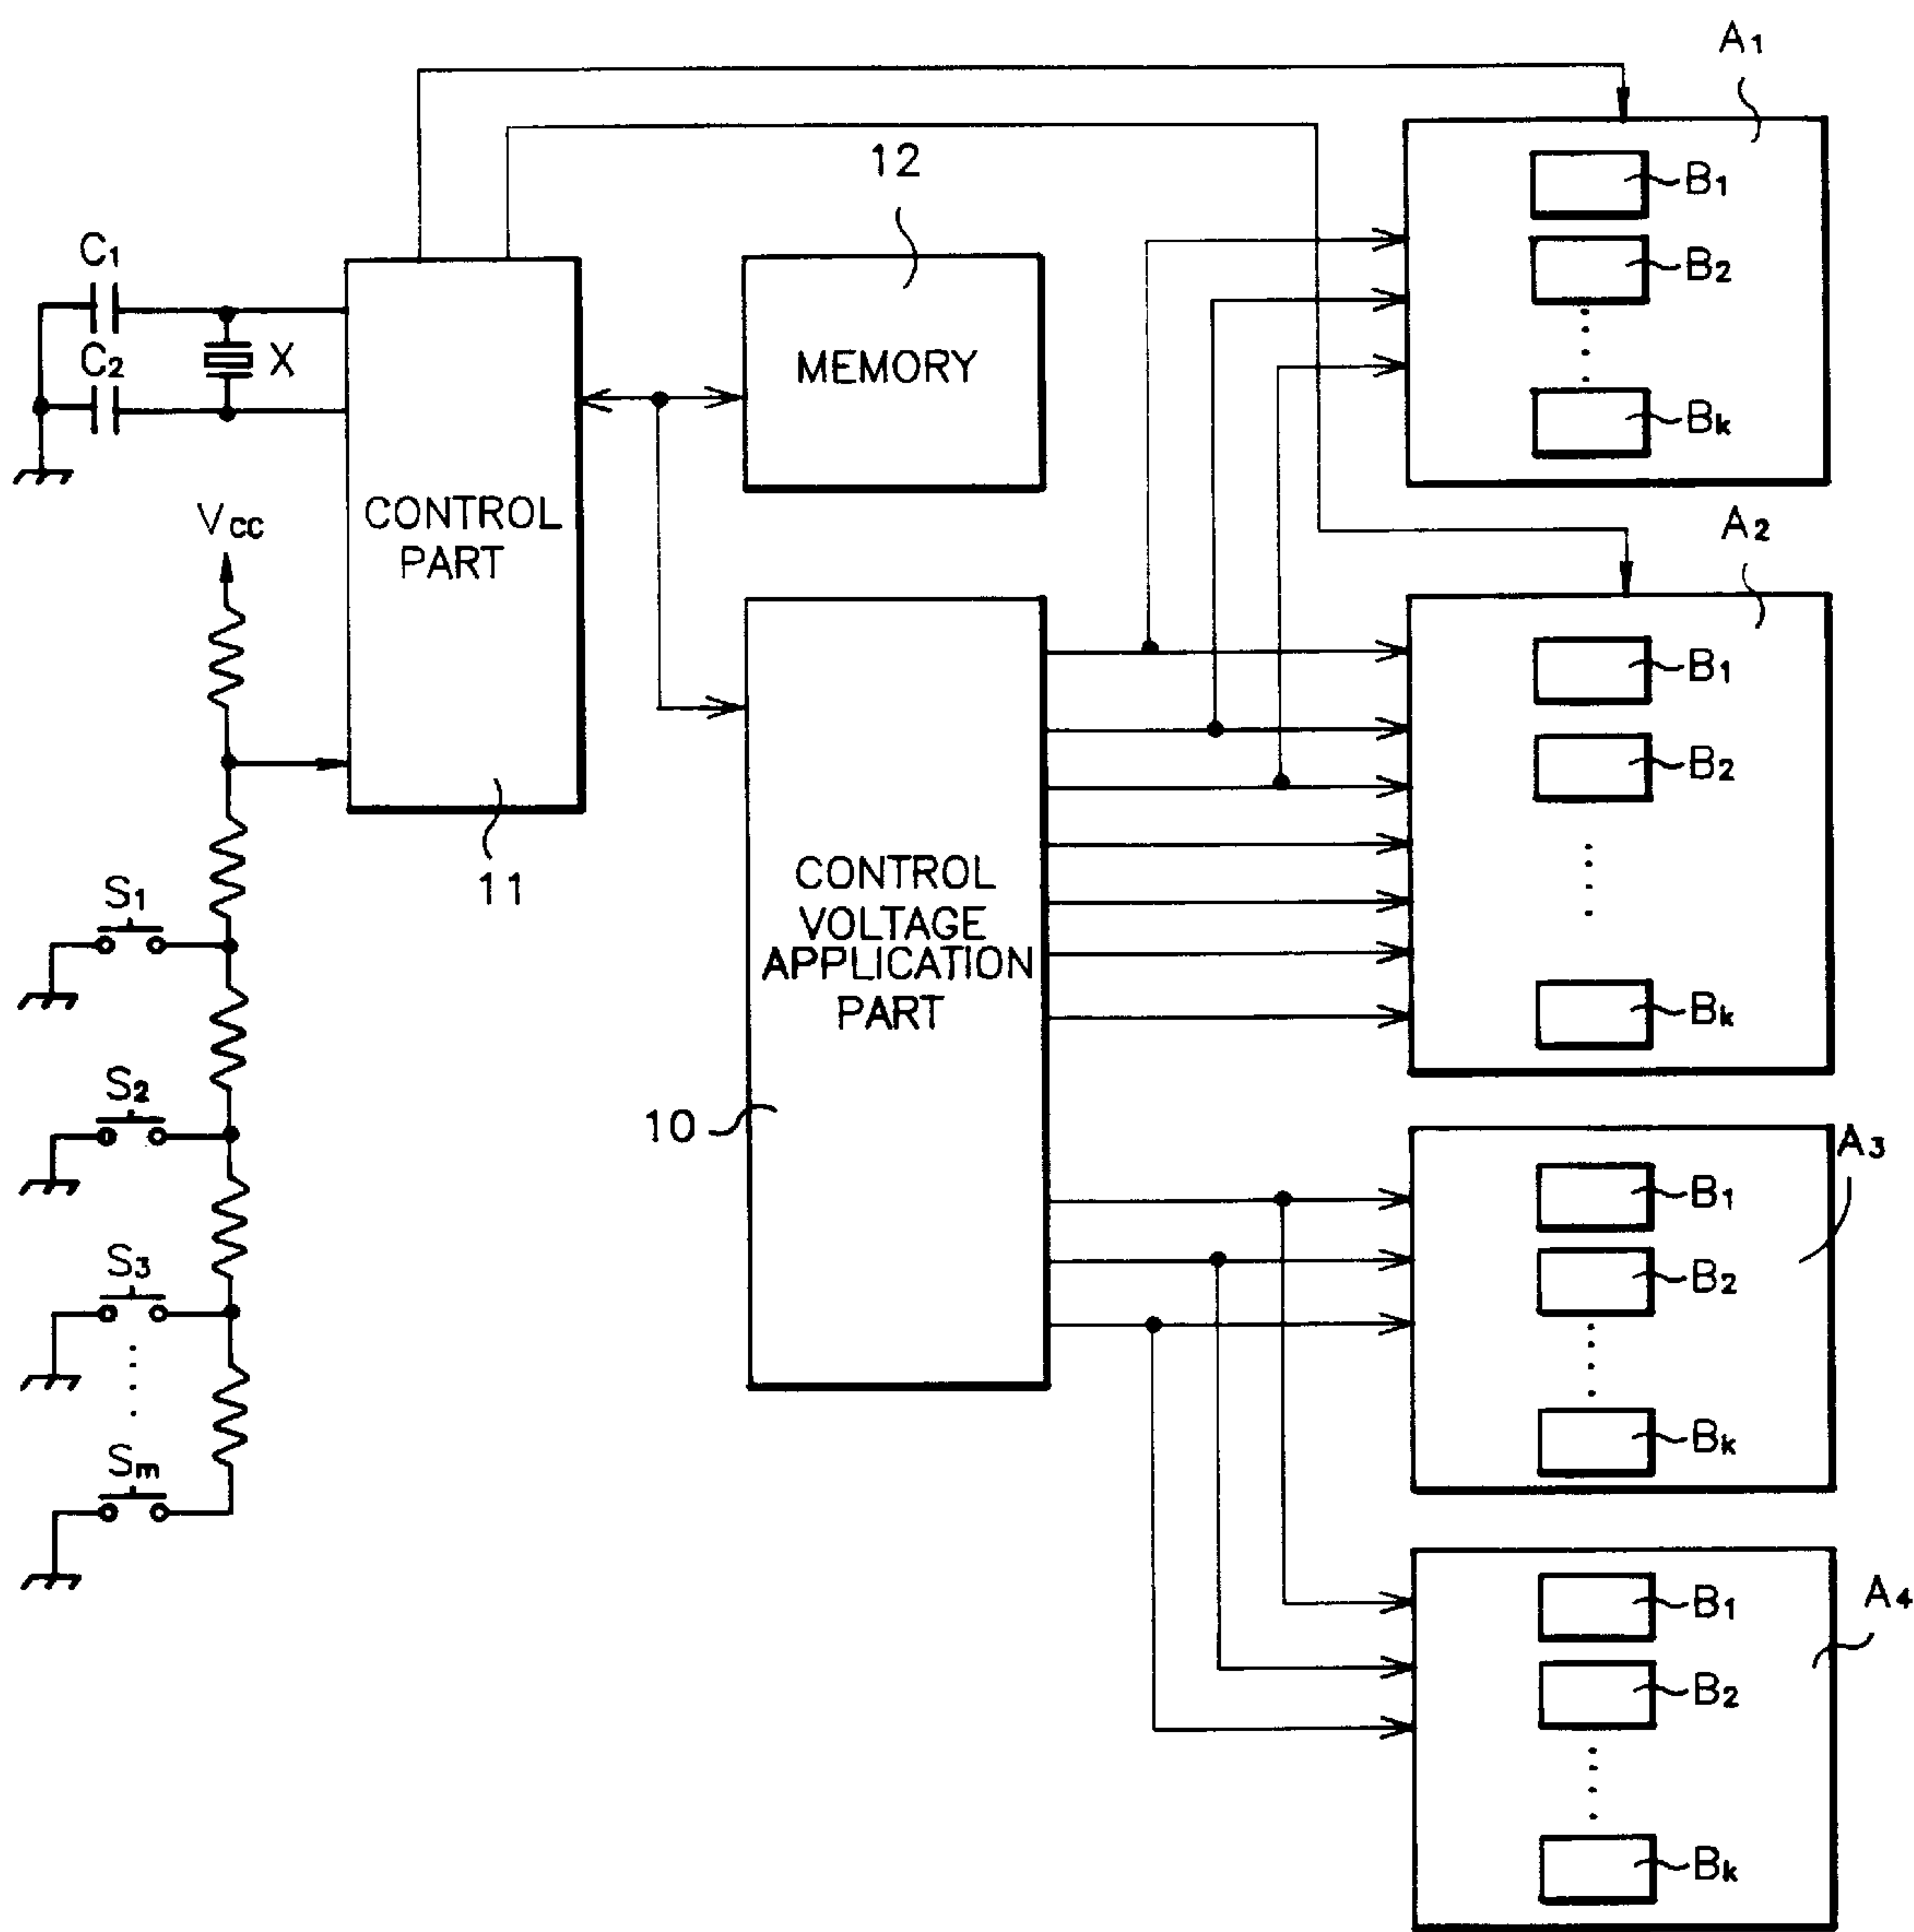 A1
12
B1
C1
B2
C2
X
MEMORY
Bk
VCC
CONTROL
PART
A2
B1
B2
11
CONTROL
VOLTAGE
APPLICATION
PART
S1
Bk
S2
10
A3
B1
S3
B2
Bk
Sm
A4
B1
B2
Bk